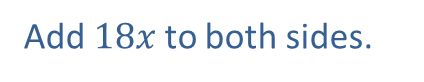 Add 18x to both sides.